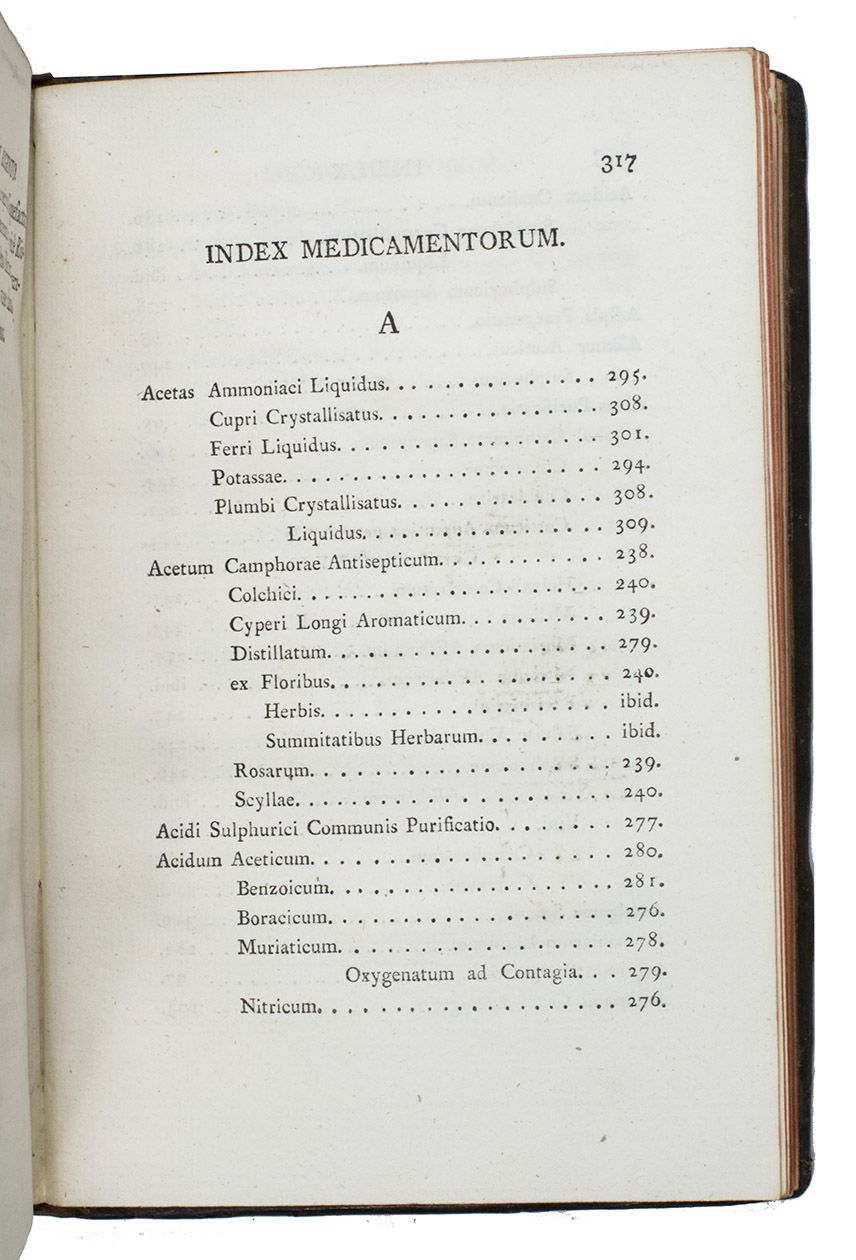 317
INDEX MEDICAMENTORUM.
A
Acetas Ammoniaci Liquidus. . . . . . . . . . . . . . . 295.
Cupri Crystallisatus. . . . . . . . . . . . . . . 308.
Ferri Liquidus. . . . . . . . . . . . . . . . . . 301.
Potassae. . . . . . . . . . . . . . . . . . . . . . 294.
Plumbi Crystallisatus. . . . . . . . . . . . . . 308.
Liquidus. . . . . . . . . . . . . . . . . 309.
Acetum Camphorae Antisepticum. . . . . . . . . . . 238.
Colchici. . . . . . . . . . . . . . . . . . . . . 240.
Cyperi Longi Aromaticum. . . . . . . . . . 239.
Distillatum. . . . . . . . . . . . . . . . . . . 279.
ex Floribus. . . . . . . . . . . . . . . . . . . 240.
Herbis. . . . . . . . . . . . . . . . . . . ibid.
Summitatibus Herbarum. . . . . . . . . ibid.
Rosarum. . . . . . . . . . . . . . . . . . . . . 239.
Scyllae. . . . . . . . . . . . . . . . . . . . . . 240.
Acidi Sulphurici Communis Purificatio. . . . . . . . 277.
Acidum Aceticum. . . . . . . . . . . . . . . . . . . . 280.
Benzoicum. . . . . . . . . . . . . . . . . . . 281.
Boracicum. . . . . . . . . . . . . . . . . . . 276.
Muriaticum. . . . . . . . . . . . . . . . . . 278.
Oxygenatum ad Contagia. . . 279.
Nitricum. . . . . . . . . . . . . . . . . . . . 276.